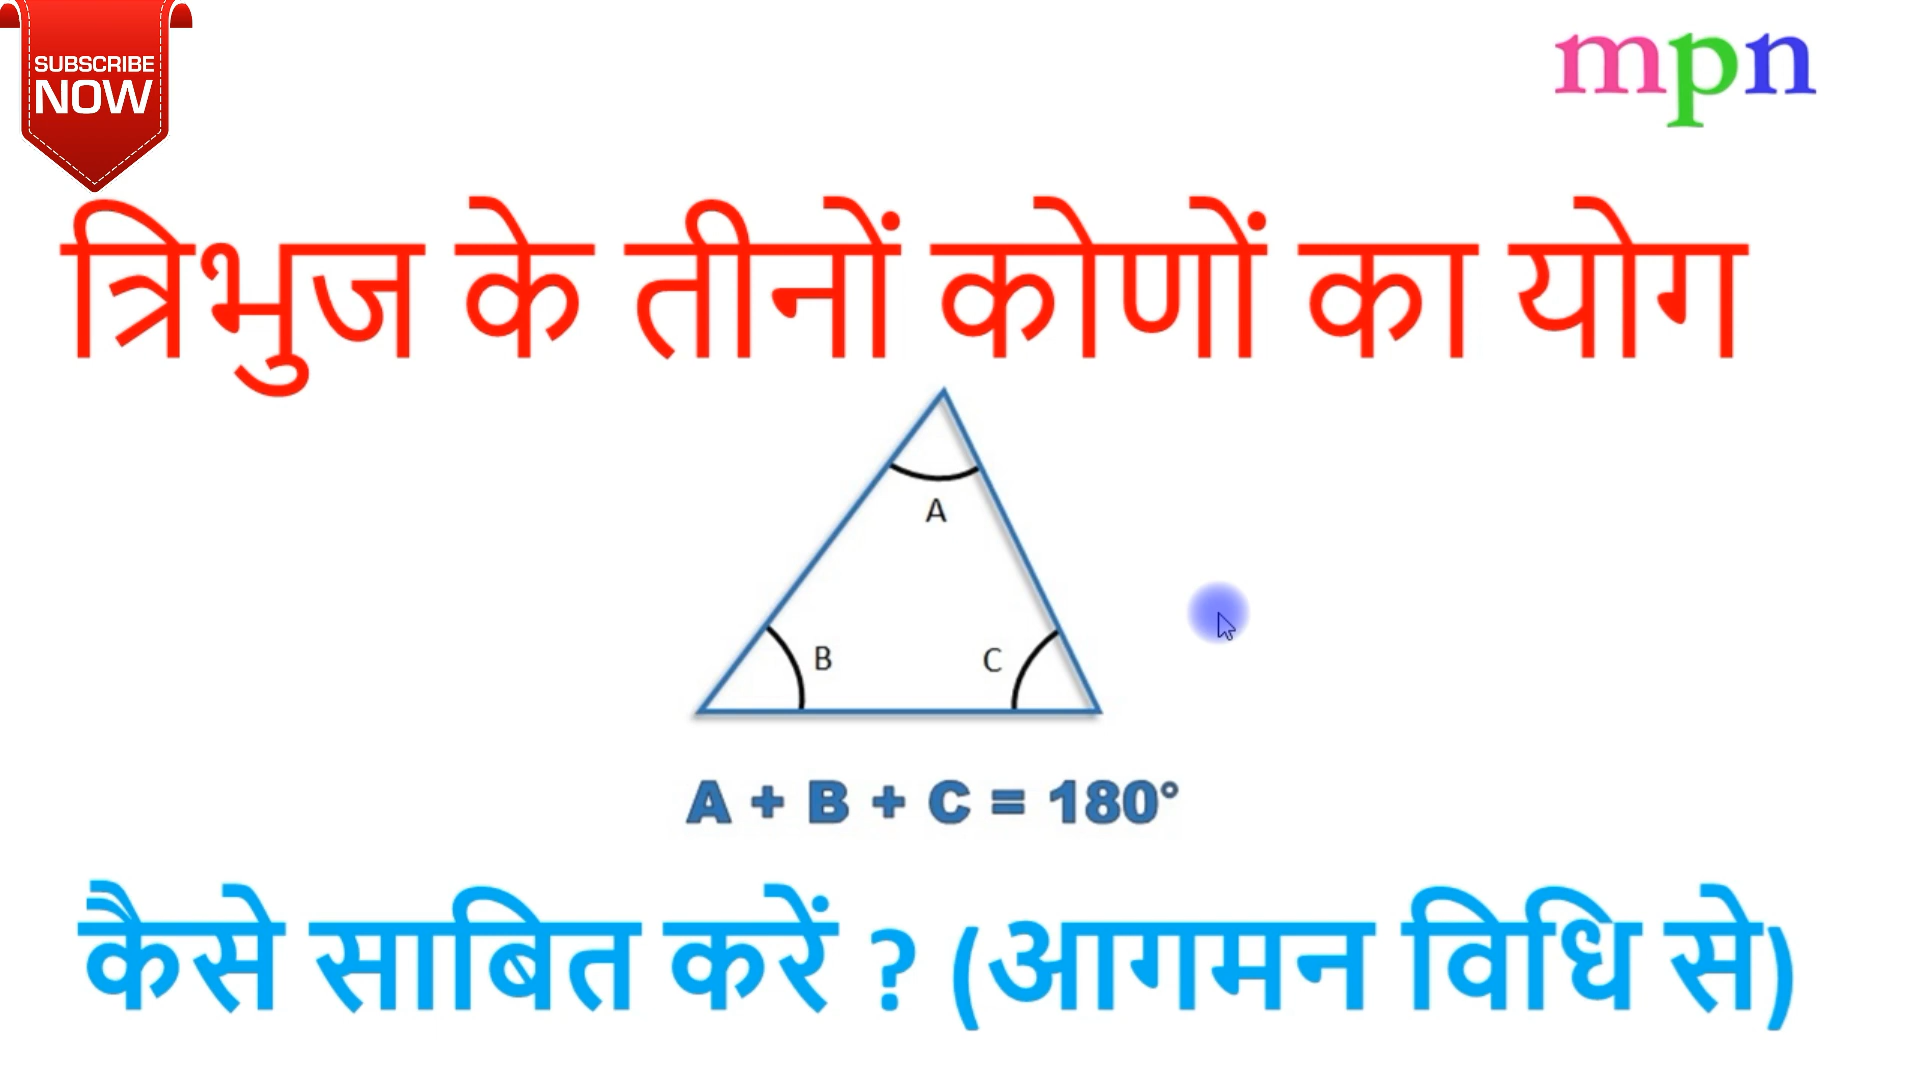 SUBSCRIBE
NOW
mpn
त्रिभुज के तीनों कोणों का योग
A
B
C
A + B + C = 180°
कैसे साबित करें ? (आगमन विधि से)